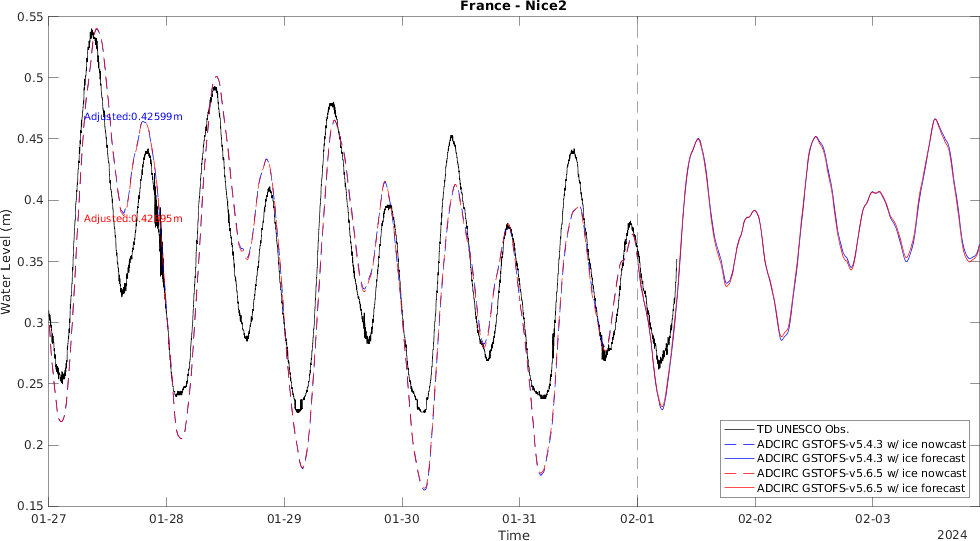 France - Nice2
0.55
0.5
0.45
0.4
0.35
0.3
0.25
0.2
0.15
Water Level (m)
Adjusted:0.42599m
Adjusted:0.42895m
TD UNESCO Obs.
ADCIRC GSTOFS-v5.4.3 w/ ice nowcast
ADCIRC GSTOFS-v5.4.3 w/ ice forecast
ADCIRC GSTOFS-v5.6.5 w/ ice nowcast
ADCIRC GSTOFS-v5.6.5 w/ ice forecast
01-27 01-28 01-29 01-30 01-31 02-01 02-02 02-03
Time
2024